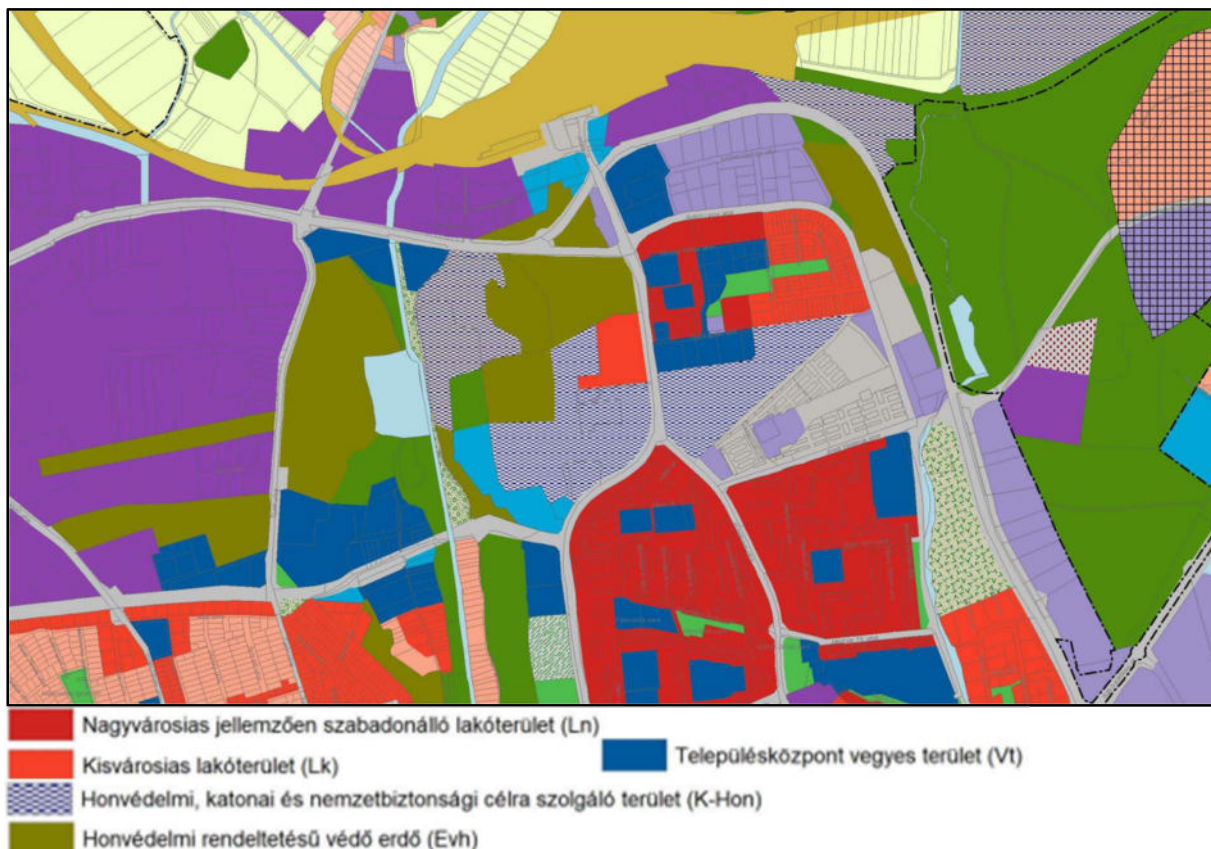 Nagyvárosias jellemzően szabadonálló lakóterület (Ln)
Kisvárosias lakóterület (Lk)
Településközpont vegyes terület (Vt)
Honvédelmi, katonai és nemzetbiztonsági célra szolgáló terület (K-Hon)
Honvédelmi rendeltetésű védő erdő (Evh)